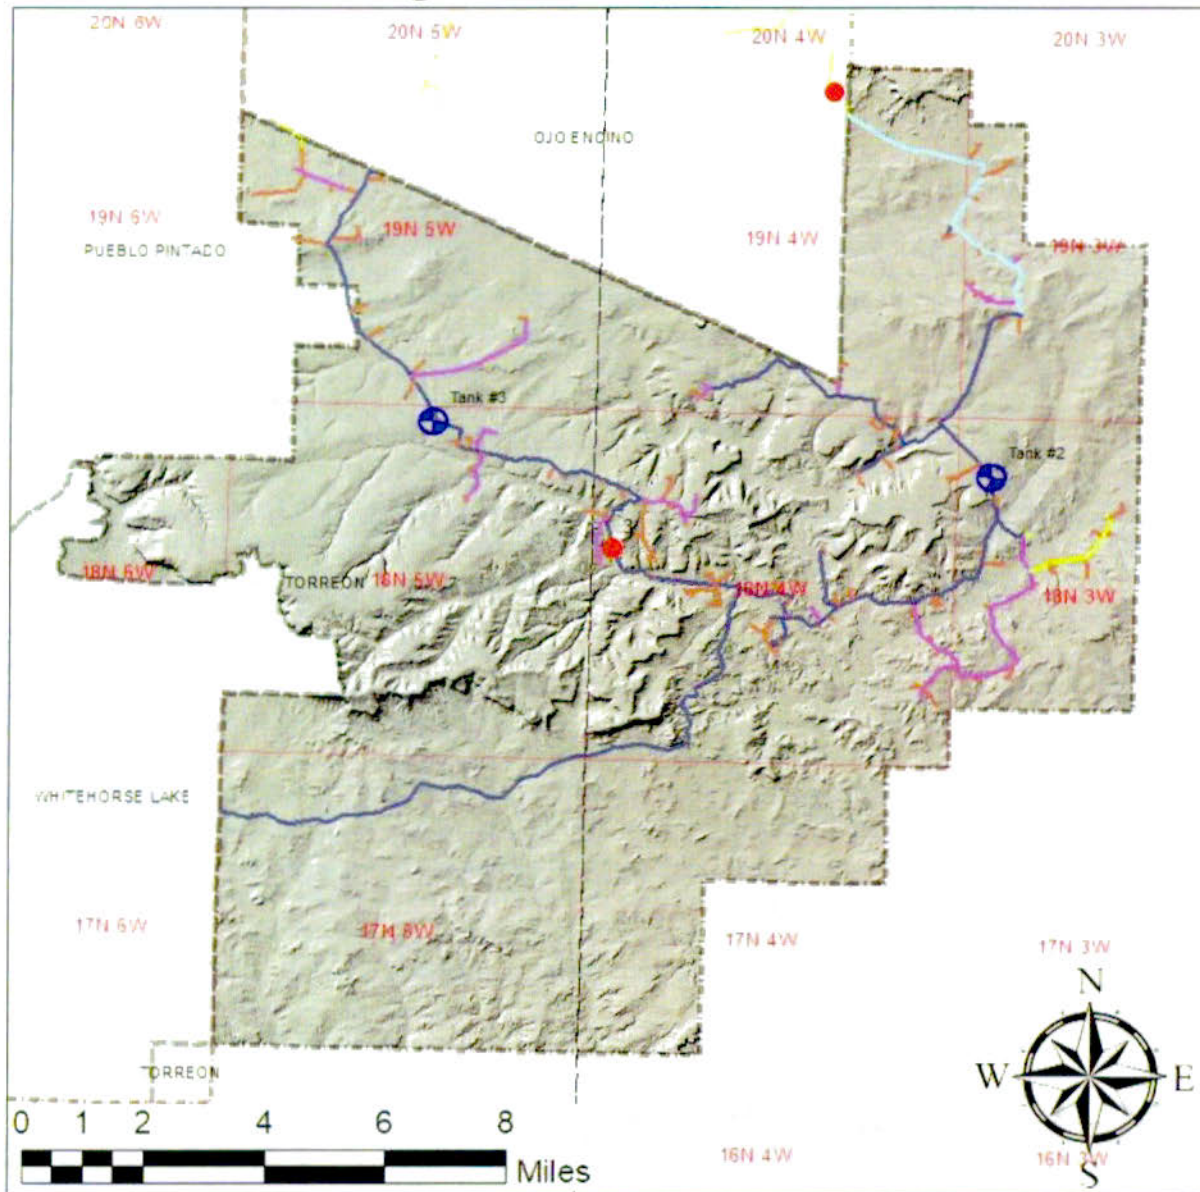 20N 6W
20N 5W
20N 4W
20N 3W
OJO ENCINO
19N 6W
19N 5W
19N 4W
19N 3W
PUEBLO PINTADO
Tank #3
Tank #2
18N 6W
TORREON
18N 5W
18N 4W
18N 3W
WHITEHORSE LAKE
17N 6W
17N
17N 4W
17N 3W
N
W
E
S
TORREON
0 1 2 4 6 8
Miles
16N 4W
16N 3W